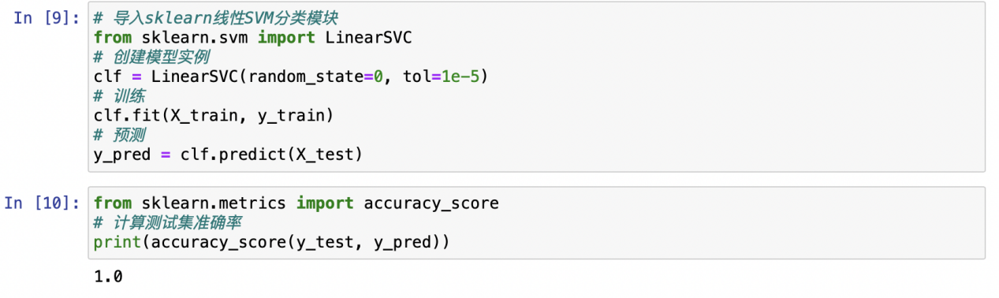 In [9]: # 导入sklearn线性SVM分类模块
from sklearn.svm import LinearSVC
# 创建模型实例
clf = LinearSVC(random_state=0, tol=1e-5)
# 训练
clf.fit(X_train, y_train)
# 预测
y_pred = clf.predict(X_test)
In [10]: from sklearn.metrics import accuracy_score
# 计算测试集准确率
print(accuracy_score(y_test, y_pred))
1.0